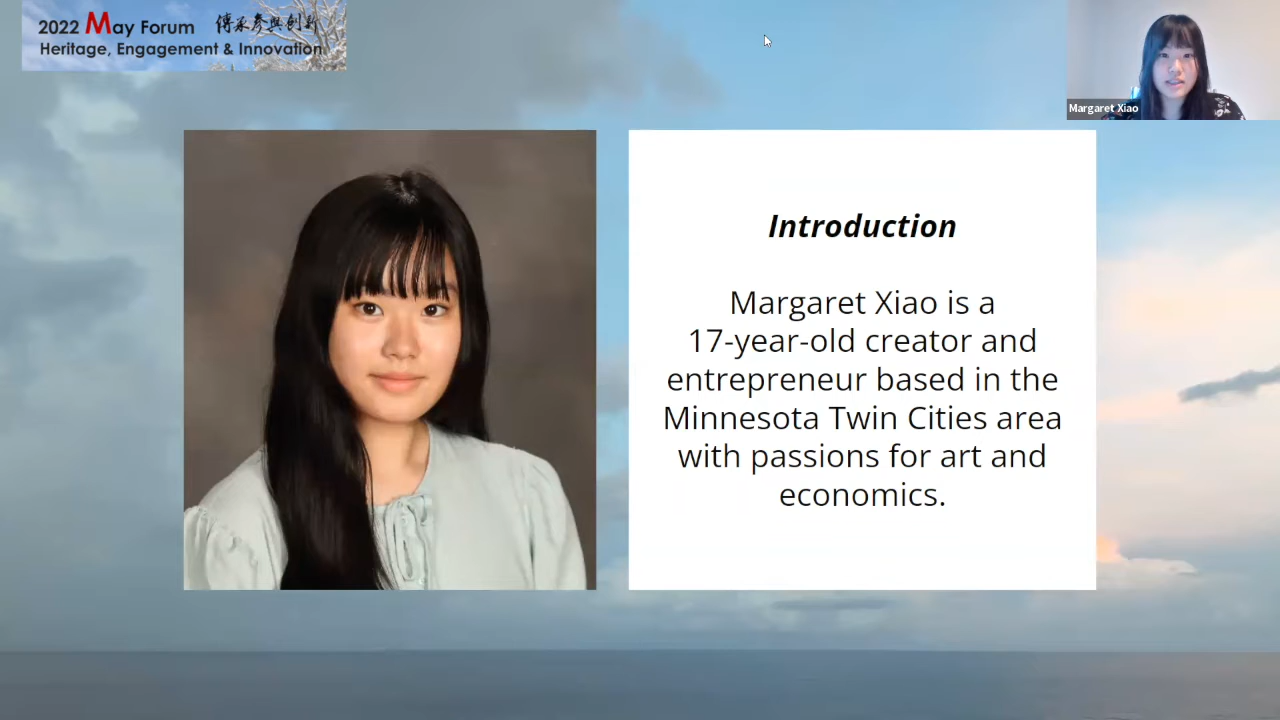 2022 May Forum 傳承參與創新
Heritage, Engagement & Innovation
Margaret Xiao
Introduction
Margaret Xiao is a
17-year-old creator and
entrepreneur based in the
Minnesota Twin Cities area
with passions for art and
economics.